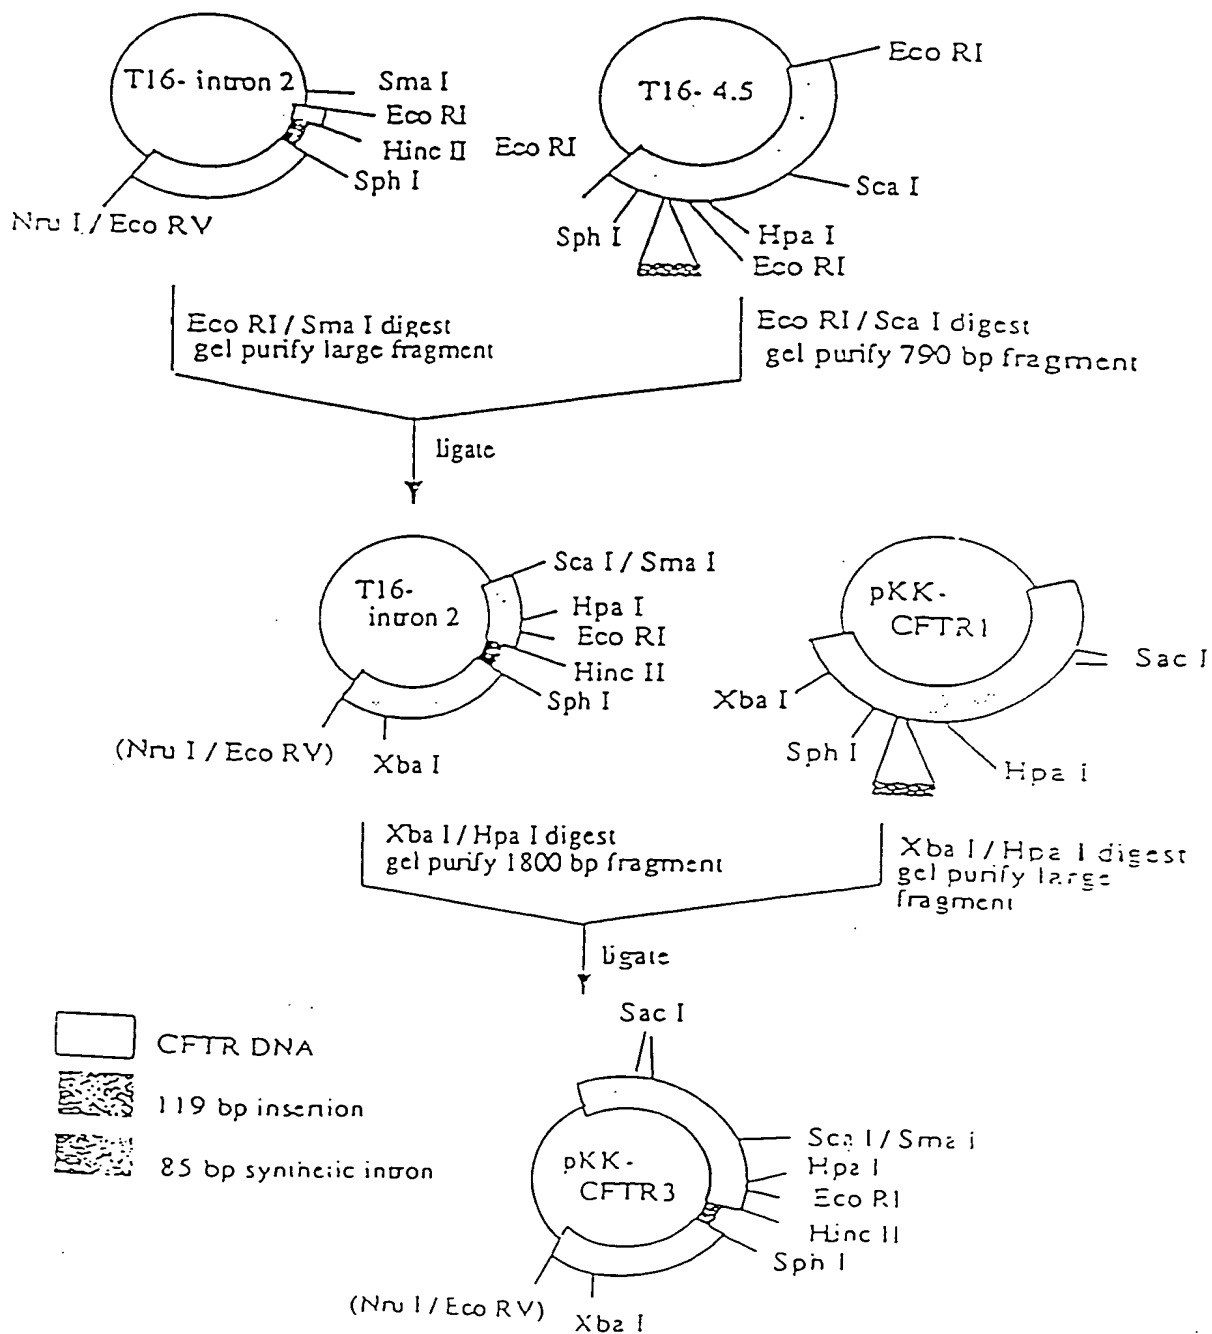 T16- intron 2
Sma I
Eco RI
Hinc II
Sph I
Nru I / Eco RV
T16- 4.5
Eco RI
Eco RI
Sca I
Sph I
Hpa I
Eco RI
Eco RI / Sma I digest
gel purify large fragment
Eco RI / Sca I digest
gel purify 790 bp fragment
ligate
T16-
intron 2
Sca I / Sma I
Hpa I
Eco RI
Hinc II
Sph I
(Nru I / Eco RV)
Xba I
pKK-
CFTR1
Sac I
Xba I
Sph I
Hpa i
Xba I / Hpa I digest
gel purify 1800 bp fragment
Xba I / Hpa I digest
gel purify large
fragment
ligate
Sac I
CFTR DNA
119 bp insertion
85 bp synthetic intron
pKK-
CFTR3
Sca I / Sma i
Hpa I
Eco RI
Hinc II
Sph I
(Nru I / Eco RV)
Xba I